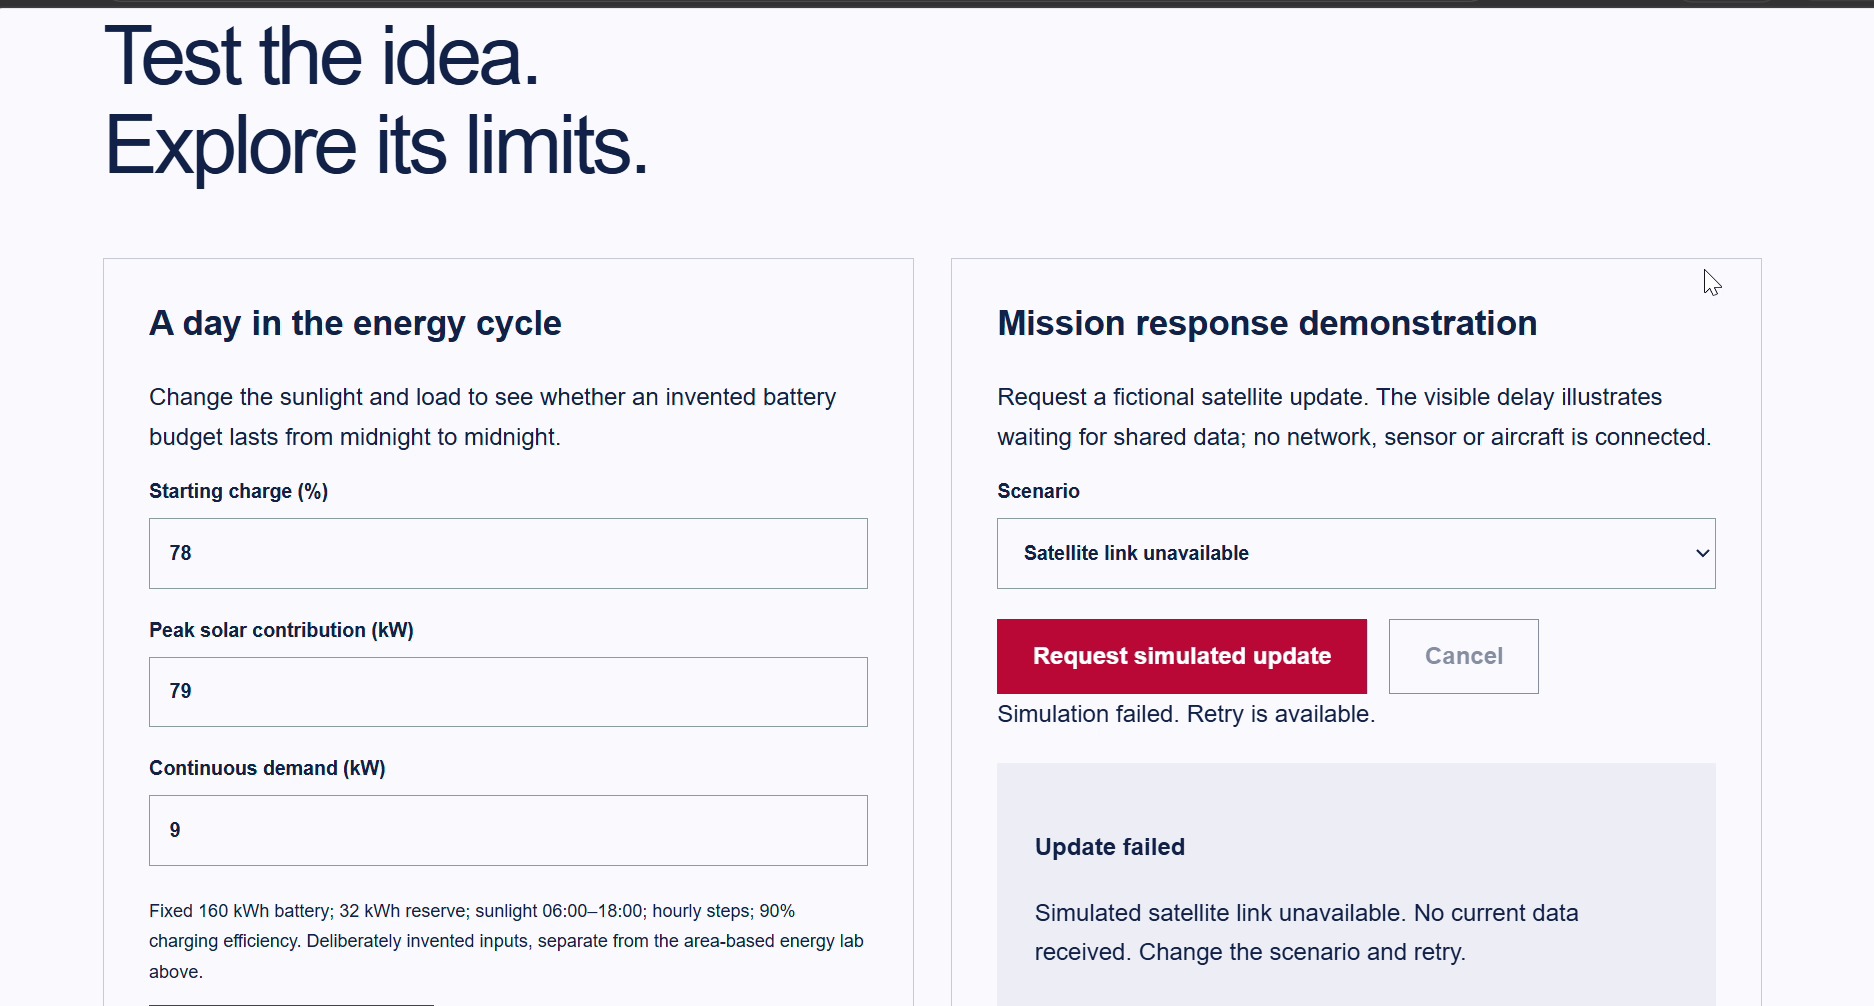 Test the idea.
Explore its limits.
A day in the energy cycle
Change the sunlight and load to see whether an invented battery
budget lasts from midnight to midnight.
Starting charge (%)
78
Peak solar contribution (kW)
79
Continuous demand (kW)
9
Fixed 160 kWh battery; 32 kWh reserve; sunlight 06:00–18:00; hourly steps; 90%
charging efficiency. Deliberately invented inputs, separate from the area-based energy lab
above.
Mission response demonstration
Request a fictional satellite update. The visible delay illustrates
waiting for shared data; no network, sensor or aircraft is connected.
Scenario
Satellite link unavailable
Request simulated update
Cancel
Simulation failed. Retry is available.
Update failed
Simulated satellite link unavailable. No current data
received. Change the scenario and retry.